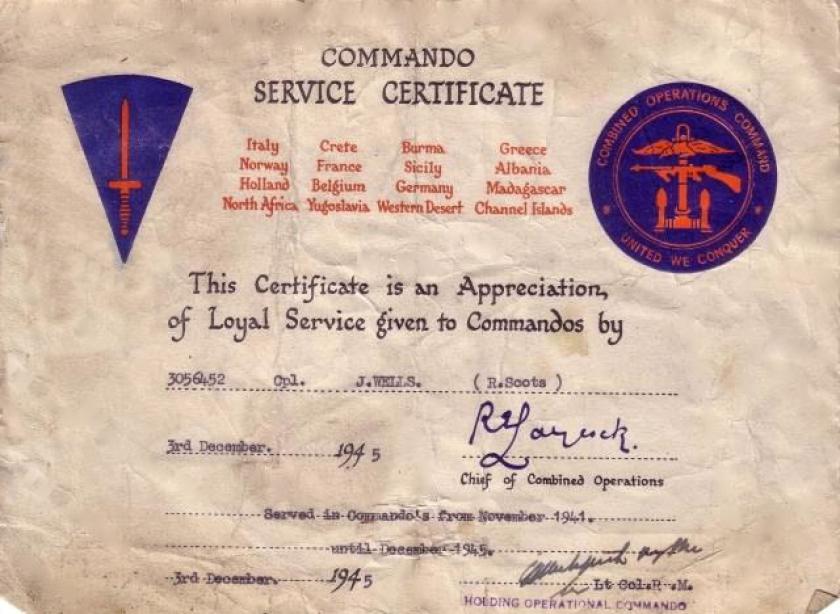 COMMANDO
SERVICE CERTIFICATE
Italy Crete Burma Greece
Norway France Sicily Albania
Holland Belgium Germany Madagascar
North Africa Yugoslavia Western Desert Channel Islands
COMBINED OPERATIONS COMMAND
UNITED WE CONQUER
This Certificate is an Appreciation,
of Loyal Service given to Commandos by
3056452 Cpl. J.WELLS. ( R.Scots )
3rd December. 1945
Chief of Combined Operations
Served in Commando's from November 1941.
until December 1945.
3rd December. 1945 Lt Col.R .M.
HOLDING OPERATIONAL COMMANDO